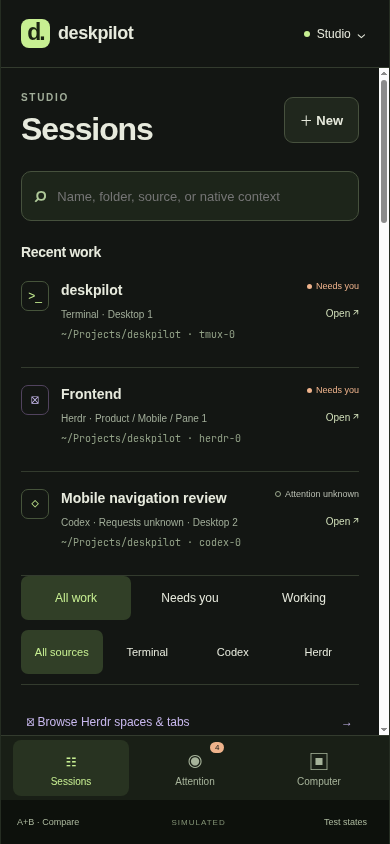 d. deskpilot
Studio
STUDIO
Sessions
+ New
Name, folder, source, or native context
Recent work
>_ deskpilot
Needs you
Terminal · Desktop 1
Open ↗
~/Projects/deskpilot · tmux-0
Frontend
Needs you
Herdr · Product / Mobile / Pane 1
Open ↗
~/Projects/deskpilot · herdr-0
Mobile navigation review
Attention unknown
Codex · Requests unknown · Desktop 2
Open ↗
~/Projects/deskpilot · codex-0
All work Needs you Working
All sources Terminal Codex Herdr
Browse Herdr spaces & tabs →
4
Sessions Attention Computer
A+B · Compare SIMULATED Test states